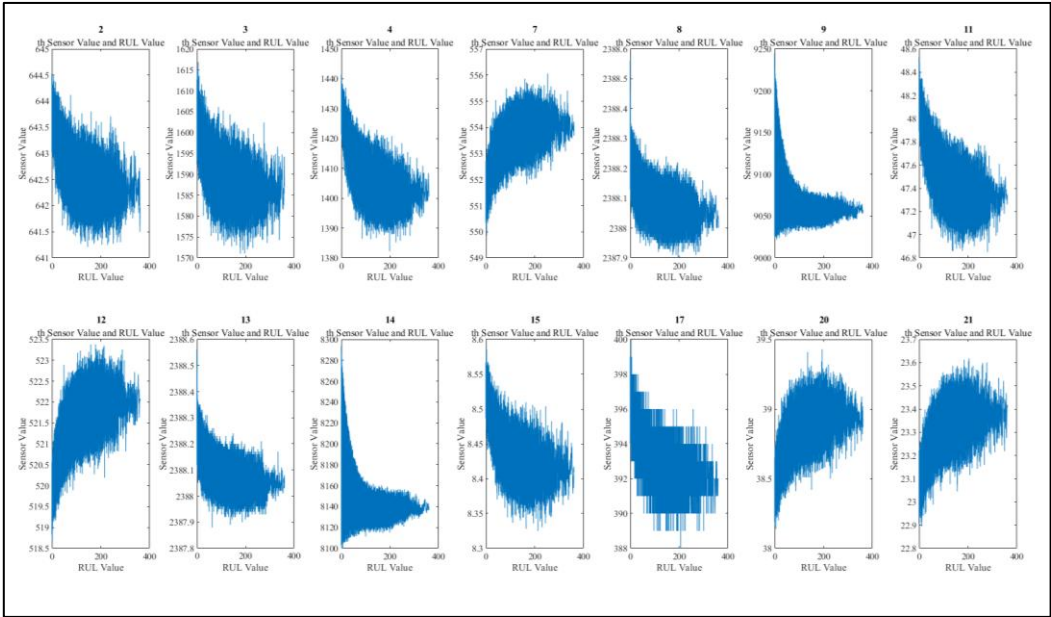 2 3 4 7 8 9 11
th Sensor Value and RUL Value th Sensor Value and RUL Value th Sensor Value and RUL Value th Sensor Value and RUL Value th Sensor Value and RUL Value th Sensor Value and RUL Value th Sensor Value and RUL Value
645 1620 1450 557 2388.6 9250 48.6
644.5 1615 1440 556 2388.5 9200 48.4
644 1610 1430 555 2388.4 9150 48.2
643.5 1605 1420 554 2388.3 9100 48
643 1600 1410 553 2388.2 9050 47.8
642.5 1595 1400 552 2388.1 9000 47.6
642 1590 1390 551 2388 47.4
641.5 1585 1380 550 2387.9 47.2
641 1580 549 47
1575 46.8
1570
Sensor Value Sensor Value Sensor Value Sensor Value Sensor Value Sensor Value Sensor Value
0 200 400 0 200 400 0 200 400 0 200 400 0 200 400 0 200 400 0 200 400
RUL Value RUL Value RUL Value RUL Value RUL Value RUL Value RUL Value
12 13 14 15 17 20 21
th Sensor Value and RUL Value th Sensor Value and RUL Value th Sensor Value and RUL Value th Sensor Value and RUL Value th Sensor Value and RUL Value th Sensor Value and RUL Value th Sensor Value and RUL Value
523.5 2388.6 8300 8.6 400 39.5 23.7
523 2388.5 8280 8.55 398 39 23.6
522.5 2388.4 8260 8.5 396 38.5 23.5
522 2388.3 8240 8.45 394 38 23.4
521.5 2388.2 8220 8.4 392 23.3
521 2388.1 8200 8.35 390 23.2
520.5 2388 8180 8.3 388 23.1
520 2387.9 8160 23
519.5 2387.8 8140 22.9
519 8120 22.8
518.5 8100
Sensor Value Sensor Value Sensor Value Sensor Value Sensor Value Sensor Value Sensor Value
0 200 400 0 200 400 0 200 400 0 200 400 0 200 400 0 200 400 0 200 400
RUL Value RUL Value RUL Value RUL Value RUL Value RUL Value RUL Value